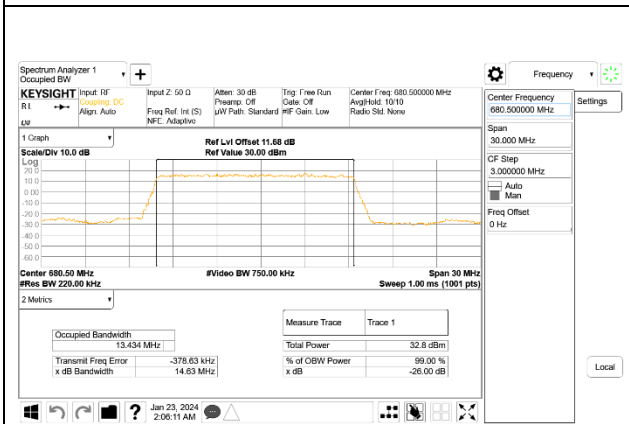 Spectrum Analyzer 1
Occupied BW
Frequency
KEYSIGHT
Input: RF
Coupling: DC
Align: Auto
Input Z: 50 Ω
Freq Ref: Int (S)
NFE: Adaptive
Atten: 30 dB
Preamp: Off
µW Path: Standard
Trig: Free Run
Gate: Off
#IF Gain: Low
Center Freq: 680.500000 MHz
Avg|Hold: 10/10
Radio Std: None
Center Frequency
680.500000 MHz
Settings
Span
30.000 MHz
CF Step
3.000000 MHz
Auto
Man
Freq Offset
0 Hz
1 Graph
Scale/Div 10.0 dB
Ref Lvl Offset 11.68 dB
Ref Value 30.00 dBm
Log
20.0
10.0
0.00
-10.0
-20.0
-30.0
-40.0
-50.0
-60.0
Center 680.50 MHz
#Video BW 750.00 kHz
Span 30 MHz
#Res BW 220.00 kHz
Sweep 1.00 ms (1001 pts)
2 Metrics
Measure Trace
Trace 1
Occupied Bandwidth
13.434 MHz
Total Power
32.8 dBm
Transmit Freq Error
-378.63 kHz
% of OBW Power
99.00 %
x dB Bandwidth
14.63 MHz
x dB
-26.00 dB
Local
Jan 23, 2024
2:06:11 AM